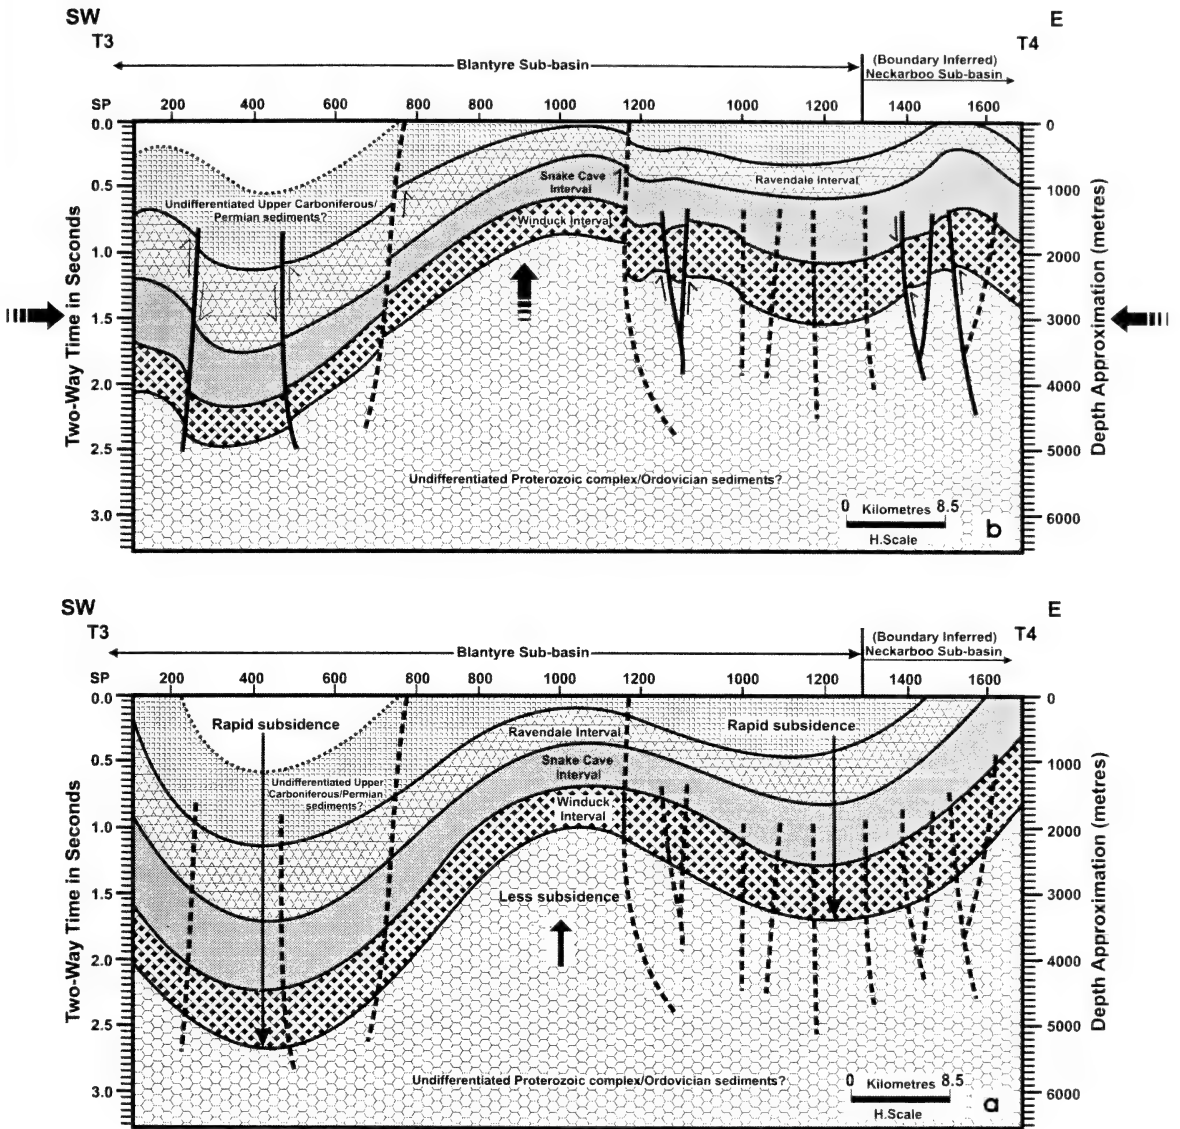 SW
E
T3
T4
Blantyre Sub-basin
(Boundary Inferred)
Neckarboo Sub-basin
SP
200
400
600
800
800
1000
1200
1000
1200
1400
1600
0.0
0.5
1.0
1.5
2.0
2.5
3.0
Two-Way Time in Seconds
0
1000
2000
3000
4000
5000
6000
Depth Approximation (metres)
Undifferentiated Upper Carboniferous/
Permian sediments?
Snake Cave
Interval
Winduck Interval
Ravendale Interval
Undifferentiated Proterozoic complex/Ordovician sediments?
0 Kilometres 8.5
H.Scale
b
SW
E
T3
T4
Blantyre Sub-basin
(Boundary Inferred)
Neckarboo Sub-basin
SP
200
400
600
800
800
1000
1200
1000
1200
1400
1600
0.0
0.5
1.0
1.5
2.0
2.5
3.0
Two-Way Time in Seconds
0
1000
2000
3000
4000
5000
6000
Depth Approximation (metres)
Rapid subsidence
Rapid subsidence
Ravendale Interval
Snake Cave
Interval
Undifferentiated Upper
Carboniferous/Permian
sediments?
Winduck
Interval
Less subsidence
Undifferentiated Proterozoic complex/Ordovician sediments?
0 Kilometres 8.5
H.Scale
a